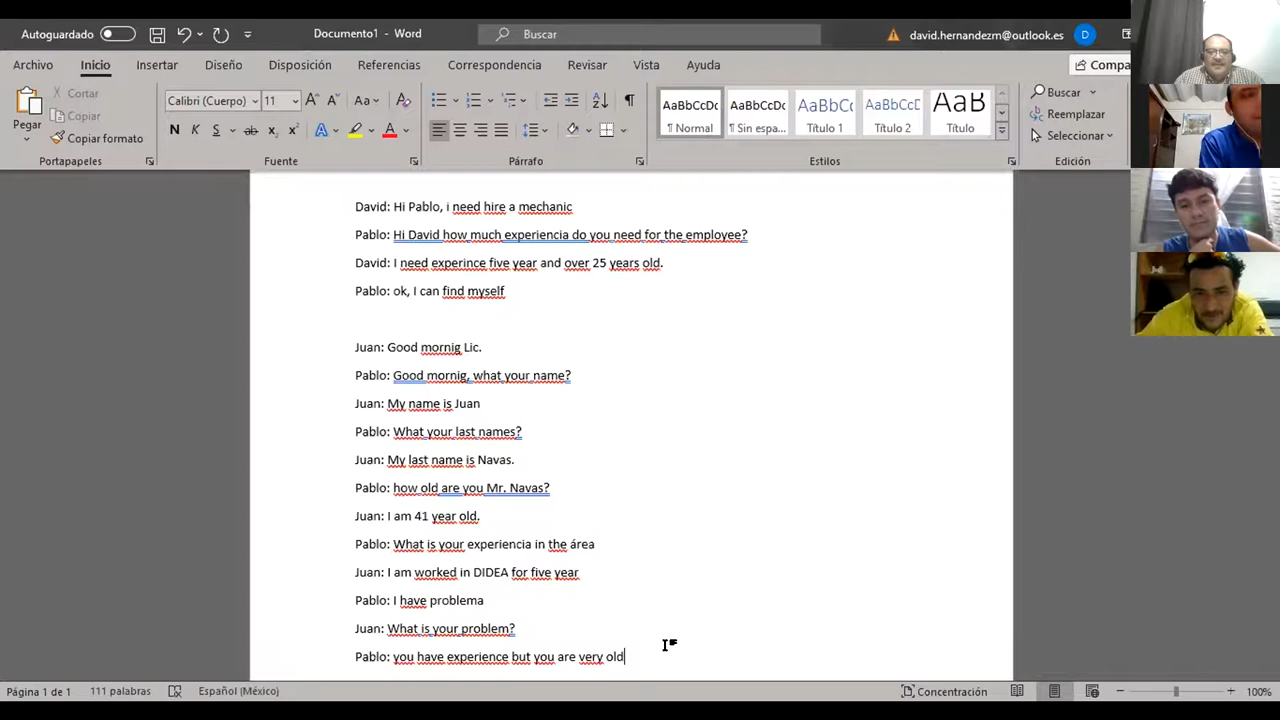 Autoguardado
Documento1 - Word
Buscar
david.hernandezm@outlook.es
D
Archivo
Inicio
Insertar
Diseño
Disposición
Referencias
Correspondencia
Revisar
Vista
Ayuda
Compa
Pegar
Cortar
Copiar
Copiar formato
Portapapeles
Calibri (Cuerpo)
11
Aa
N K S ab x₂ x²
Fuente
Párrafo
AaBbCcDc
¶ Normal
AaBbCcDc
¶ Sin espa...
AaBbCc
Título 1
AaBbCcD
Título 2
AaB
Título
Estilos
Buscar
Reemplazar
Seleccionar
Edición
David: Hi Pablo, i need hire a mechanic
Pablo: Hi David how much experiencia do you need for the employee?
David: I need experince five year and over 25 years old.
Pablo: ok, I can find myself
Juan: Good mornig Lic.
Pablo: Good mornig, what your name?
Juan: My name is Juan
Pablo: What your last names?
Juan: My last name is Navas.
Pablo: how old are you Mr. Navas?
Juan: I am 41 year old.
Pablo: What is your experiencia in the área
Juan: I am worked in DIDEA for five year
Pablo: I have problema
Juan: What is your problem?
Pablo: you have experience but you are very old
Página 1 de 1
111 palabras
Español (México)
Concentración
100%